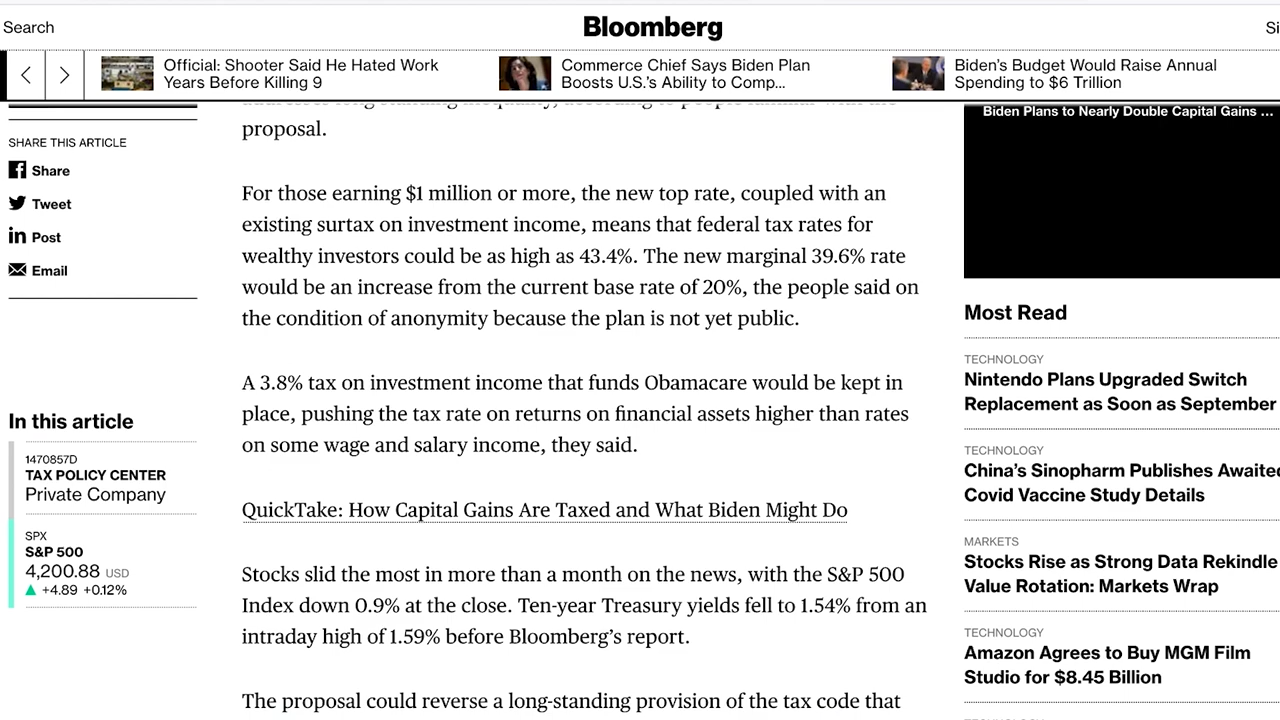 Search
Bloomberg
Si
Official: Shooter Said He Hated Work
Years Before Killing 9
Commerce Chief Says Biden Plan
Boosts U.S.'s Ability to Comp...
Biden's Budget Would Raise Annual
Spending to $6 Trillion
SHARE THIS ARTICLE
Share
Tweet
Post
Email
In this article
1470857D
TAX POLICY CENTER
Private Company
SPX
S&P 500
4,200.88 USD
+4.89 +0.12%
proposal.
For those earning $1 million or more, the new top rate, coupled with an
existing surtax on investment income, means that federal tax rates for
wealthy investors could be as high as 43.4%. The new marginal 39.6% rate
would be an increase from the current base rate of 20%, the people said on
the condition of anonymity because the plan is not yet public.
A 3.8% tax on investment income that funds Obamacare would be kept in
place, pushing the tax rate on returns on financial assets higher than rates
on some wage and salary income, they said.
QuickTake: How Capital Gains Are Taxed and What Biden Might Do
Stocks slid the most in more than a month on the news, with the S&P 500
Index down 0.9% at the close. Ten-year Treasury yields fell to 1.54% from an
intraday high of 1.59% before Bloomberg's report.
The proposal could reverse a long-standing provision of the tax code that
Biden Plans to Nearly Double Capital Gains ...
Most Read
TECHNOLOGY
Nintendo Plans Upgraded Switch
Replacement as Soon as September
TECHNOLOGY
China's Sinopharm Publishes Awaited
Covid Vaccine Study Details
MARKETS
Stocks Rise as Strong Data Rekindle
Value Rotation: Markets Wrap
TECHNOLOGY
Amazon Agrees to Buy MGM Film
Studio for $8.45 Billion